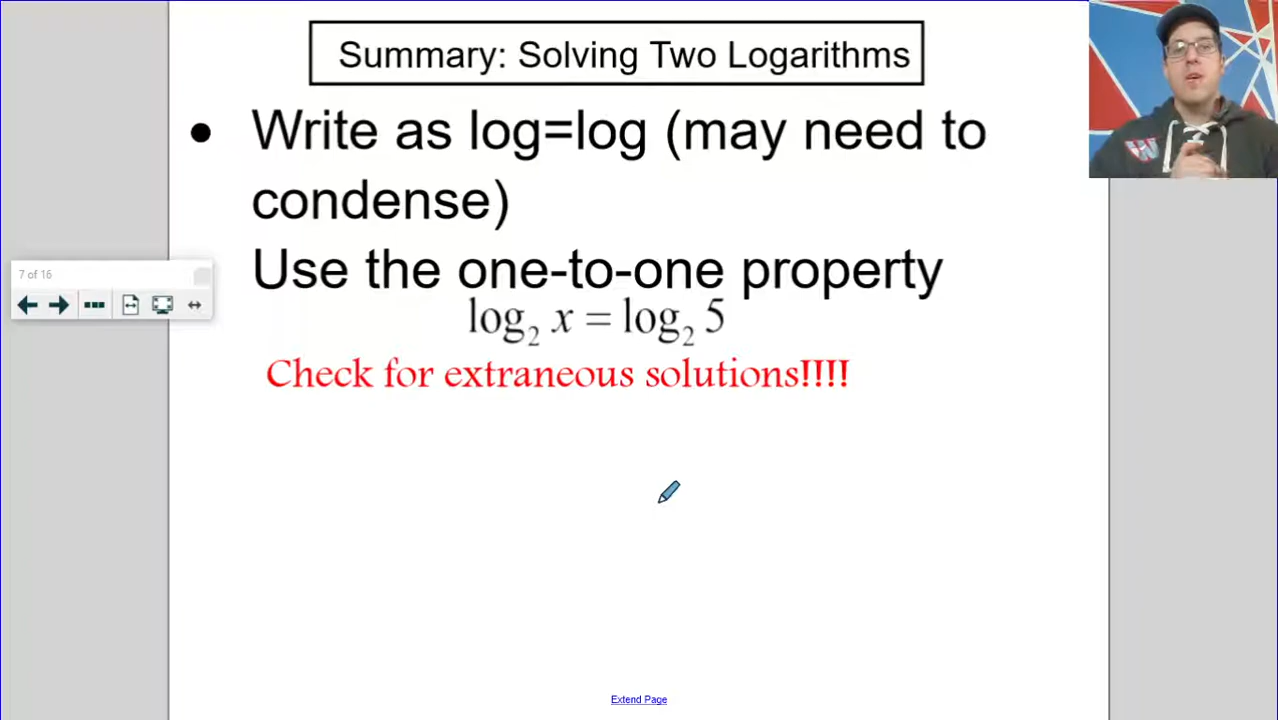 Summary: Solving Two Logarithms
● Write as log=log (may need to
condense)
Use the one-to-one property
log₂ x = log₂ 5
Check for extraneous solutions!!!!
7 of 16
Extend Page